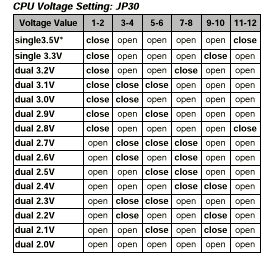 CPU Voltage Setting: JP30
Voltage Value 1-2 3-4 5-6 7-8 9-10 11-12
single3.5V* close open open open open close
single 3.3V close open open open close open
dual 3.2V close open open close open open
dual 3.1V close close close open open open
dual 3.0V close close open open open open
dual 2.9V close open close open open open
dual 2.8V close open open open open close
dual 2.7V open close close close open open
dual 2.6V open close open close open open
dual 2.5V open open close close open open
dual 2.4V open open open close close open
dual 2.3V open close close open open open
dual 2.2V open close open open close open
dual 2.1V open open close open close open
dual 2.0V open open open open open open